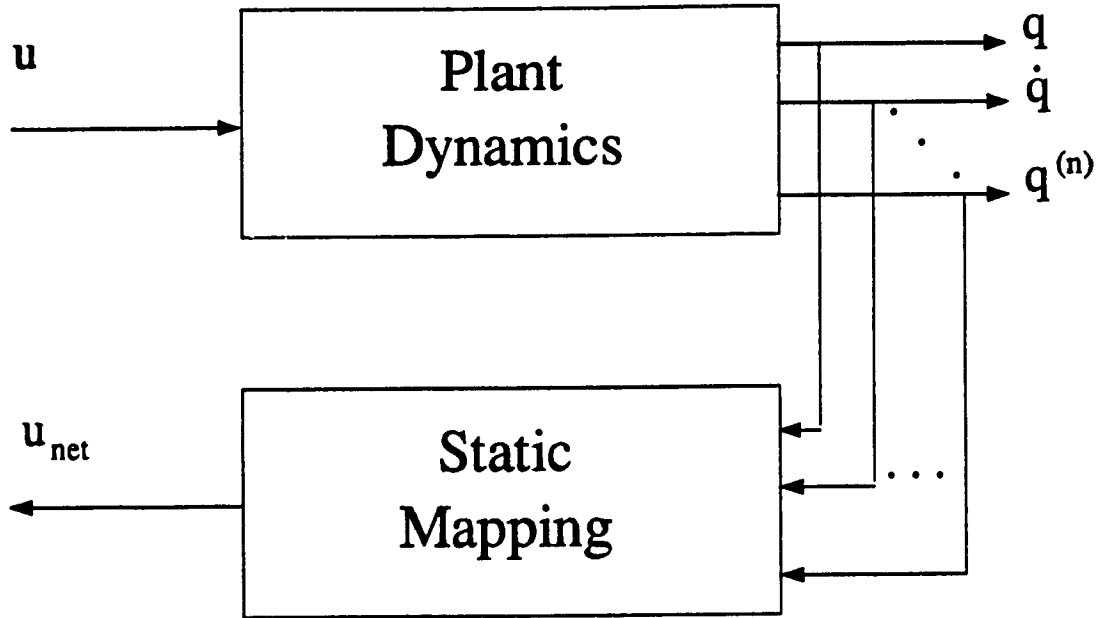 u
Plant
Dynamics
q
q̇
q⁽ⁿ⁾
u_net
Static
Mapping